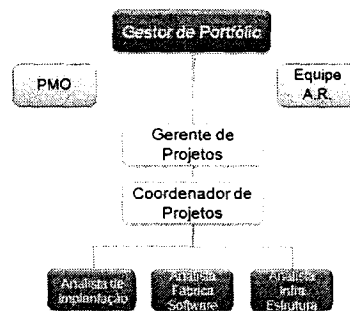 Gestor de Portfólio
PMO
Equipe
A.R.
Gerente de
Projetos
Coordenador de
Projetos
Analista de
Implantação
Analista
Fábrica
Software
Analista
Infra
Estrutura